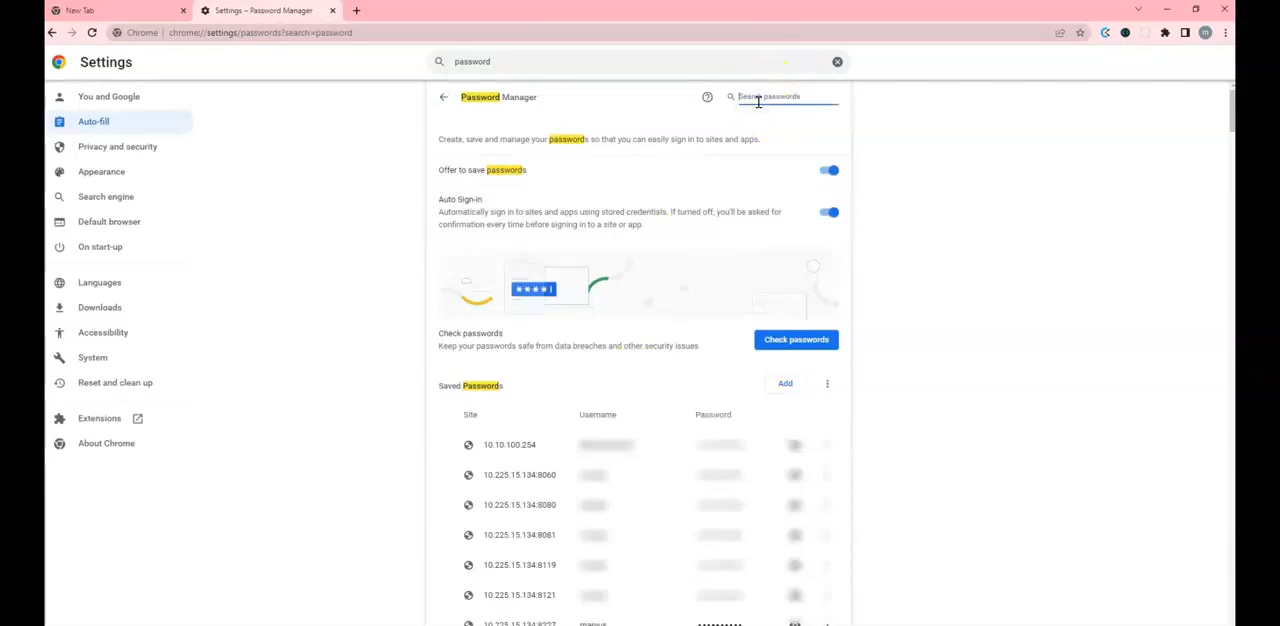 New Tab
Settings – Password Manager
Chrome | chrome://settings/passwords?search=password
m
Settings
password
You and Google
Auto-fill
Privacy and security
Appearance
Search engine
Default browser
On start-up
Languages
Downloads
Accessibility
System
Reset and clean up
Extensions
About Chrome
Password Manager
Search passwords
Create, save and manage your passwords so that you can easily sign in to sites and apps.
Offer to save passwords
Auto Sign-in
Automatically sign in to sites and apps using stored credentials. If turned off, you'll be asked for
confirmation every time before signing in to a site or app.
Check passwords
Keep your passwords safe from data breaches and other security issues
Check passwords
Saved Passwords
Add
Site Username Password
10.10.100.254
10.225.15.134:8060
10.225.15.134:8080
10.225.15.134:8081
10.225.15.134:8119
10.225.15.134:8121
10.225.15.134:8227 marius